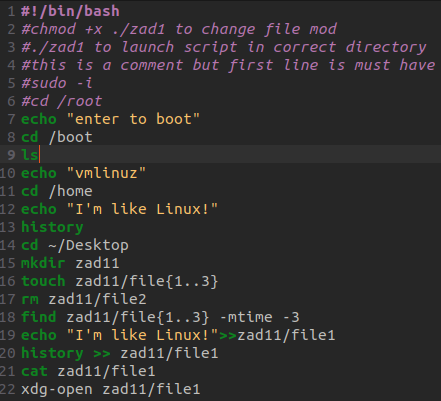 1 #!/bin/bash
2 #chmod +x ./zad1 to change file mod
3 #./zad1 to launch script in correct directory
4 #this is a comment but first line is must have
5 #sudo -i
6 #cd /root
7 echo "enter to boot"
8 cd /boot
9 ls
10 echo "vmlinuz"
11 cd /home
12 echo "I'm like Linux!"
13 history
14 cd ~/Desktop
15 mkdir zad11
16 touch zad11/file{1..3}
17 rm zad11/file2
18 find zad11/file{1..3} -mtime -3
19 echo "I'm like Linux!">>zad11/file1
20 history >> zad11/file1
21 cat zad11/file1
22 xdg-open zad11/file1